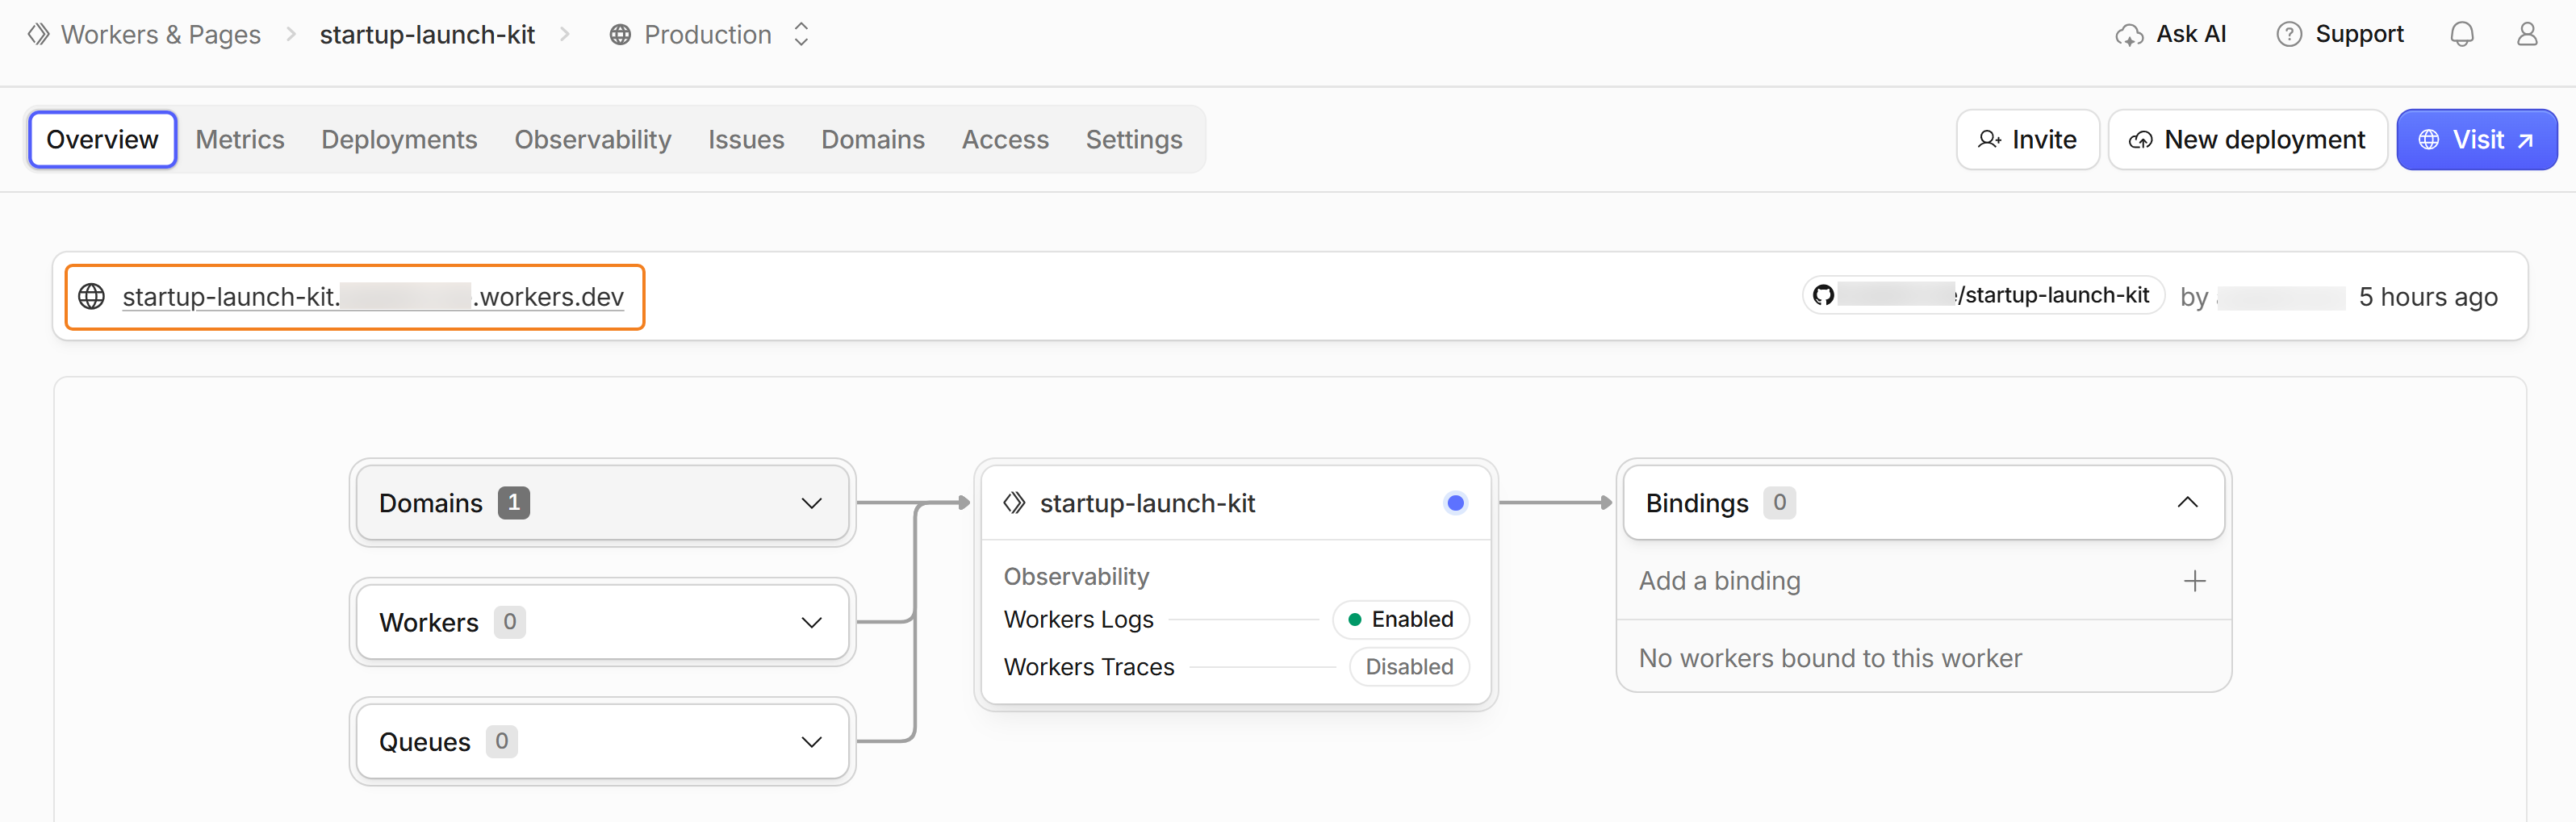 Workers & Pages startup-launch-kit Production Ask AI Support
Overview Metrics Deployments Observability Issues Domains Access Settings Invite New deployment Visit
startup-launch-kit. .workers.dev /startup-launch-kit by 5 hours ago
Domains 1
Workers 0
Queues 0
startup-launch-kit
Observability
Workers Logs Enabled
Workers Traces Disabled
Bindings 0
Add a binding
No workers bound to this worker